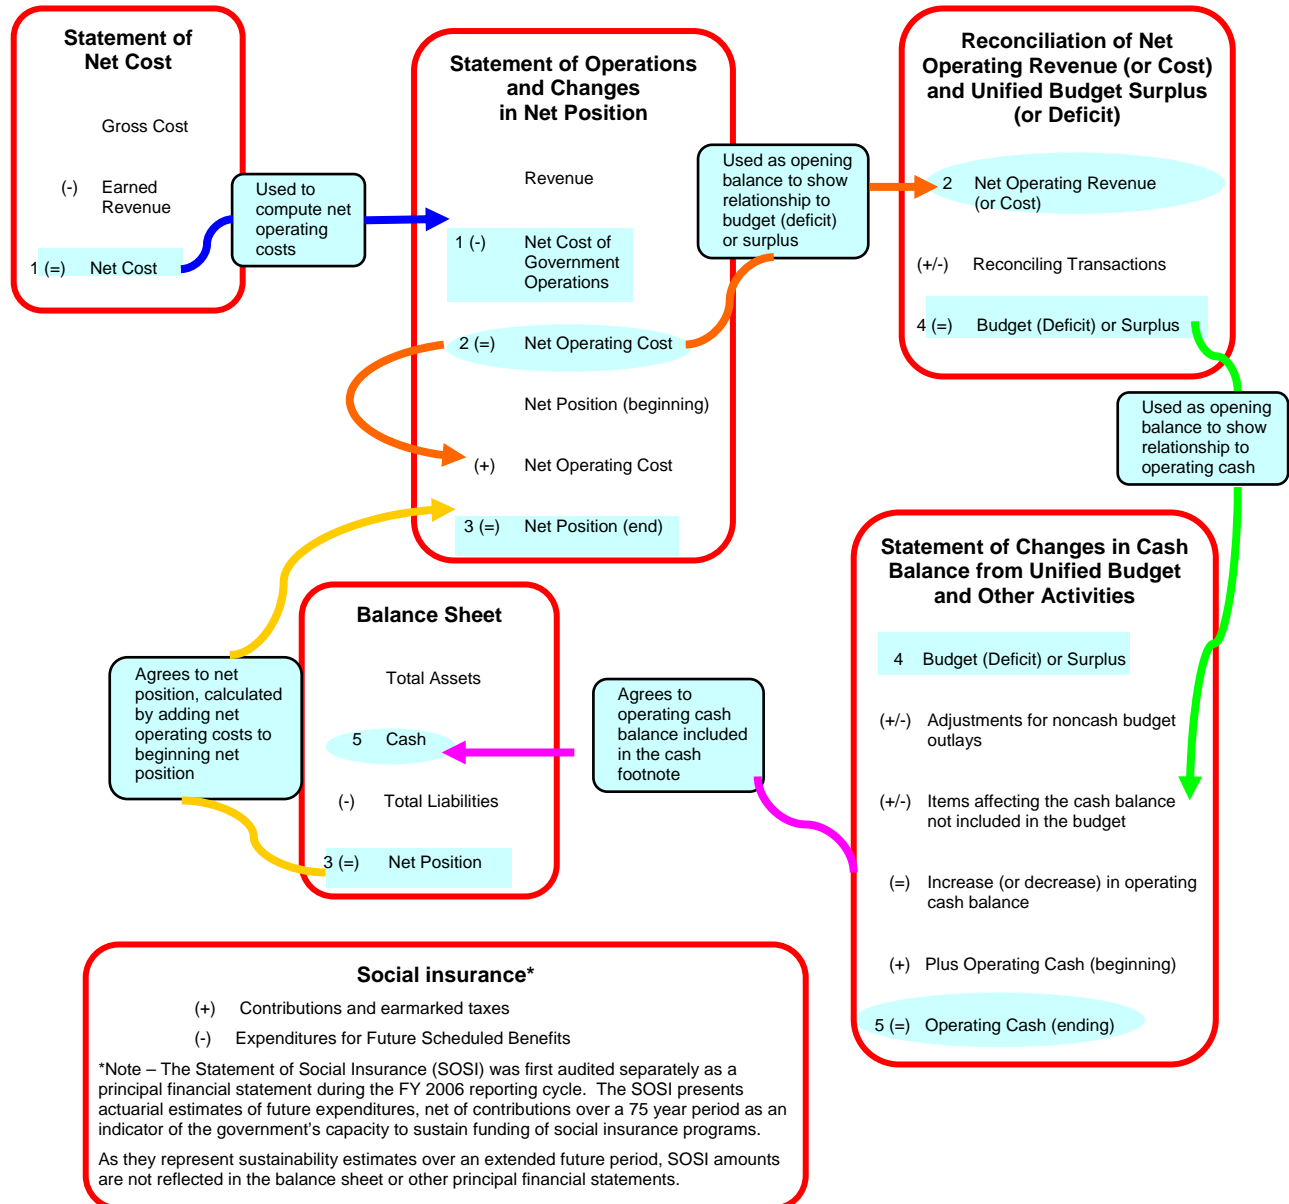 Statement of
Net Cost
Gross Cost
(-) Earned
Revenue
1 (=) Net Cost
Used to
compute net
operating
costs
Statement of Operations
and Changes
in Net Position
Revenue
1 (-) Net Cost of
Government
Operations
2 (=) Net Operating Cost
Net Position (beginning)
(+) Net Operating Cost
3 (=) Net Position (end)
Used as opening
balance to show
relationship to
budget (deficit)
or surplus
Reconciliation of Net
Operating Revenue (or Cost)
and Unified Budget Surplus
(or Deficit)
2 Net Operating Revenue
(or Cost)
(+/-) Reconciling Transactions
4 (=) Budget (Deficit) or Surplus
Used as opening
balance to show
relationship to
operating cash
Statement of Changes in Cash
Balance from Unified Budget
and Other Activities
4 Budget (Deficit) or Surplus
(+/-) Adjustments for noncash budget
outlays
(+/-) Items affecting the cash balance
not included in the budget
(=) Increase (or decrease) in operating
cash balance
(+) Plus Operating Cash (beginning)
5 (=) Operating Cash (ending)
Balance Sheet
Total Assets
5 Cash
(-) Total Liabilities
3 (=) Net Position
Agrees to net
position, calculated
by adding net
operating costs to
beginning net
position
Agrees to
operating cash
balance included
in the cash
footnote
Social insurance*
(+) Contributions and earmarked taxes
(-) Expenditures for Future Scheduled Benefits
*Note – The Statement of Social Insurance (SOSI) was first audited separately as a
principal financial statement during the FY 2006 reporting cycle. The SOSI presents
actuarial estimates of future expenditures, net of contributions over a 75 year period as an
indicator of the government's capacity to sustain funding of social insurance programs.
As they represent sustainability estimates over an extended future period, SOSI amounts
are not reflected in the balance sheet or other principal financial statements.